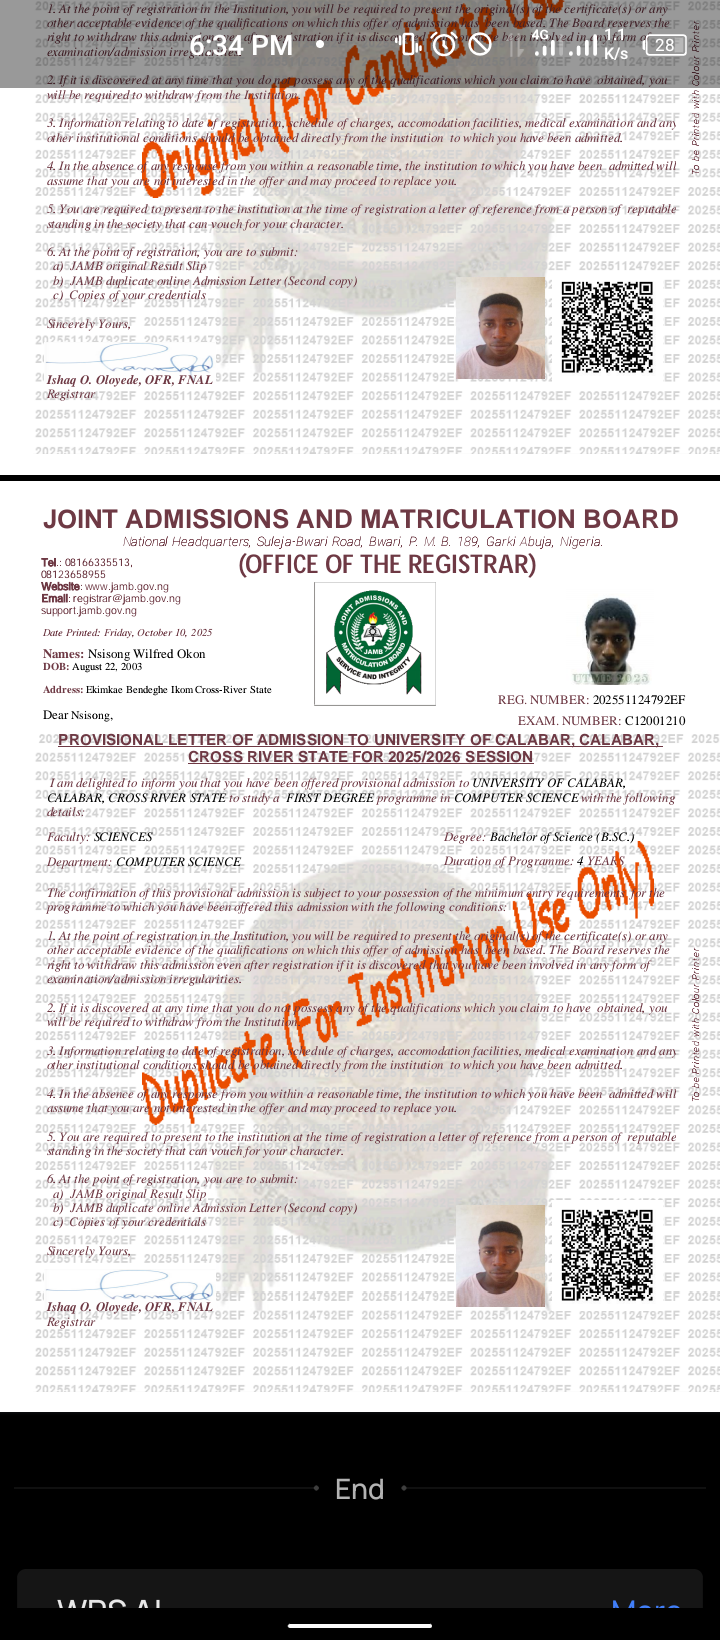 1. At the point of registration in the Institution, you will be required to present the original(s) of the certificate(s) or any
other acceptable evidence of the qualifications on which this offer of admission has been based. The Board reserves the
right to withdraw this admission even after registration if it is discovered that you have been involved in any form of
examination/admission irregularities.
6:34 PM •
4G
1.1
K/s
28
2. If it is discovered at any time that you do not possess any of the qualifications which you claim to have obtained, you
will be required to withdraw from the Institution.
3. Information relating to date of registration, schedule of charges, accomodation facilities, medical examination and any
other institutional conditions should be obtained directly from the institution to which you have been admitted.
4. In the absence of any response from you within a reasonable time, the institution to which you have been admitted will
assume that you are not interested in the offer and may proceed to replace you.
5. You are required to present to the institution at the time of registration a letter of reference from a person of reputable
standing in the society that can vouch for your character.
6. At the point of registration, you are to submit:
a) JAMB original Result Slip
b) JAMB duplicate online Admission Letter (Second copy)
c) Copies of your credentials
Sincerely Yours,
Ishaq O. Oloyede, OFR, FNAL
Registrar
Original (For Candidate Use
To be Printed with Colour Printer
JOINT ADMISSIONS AND MATRICULATION BOARD
National Headquarters, Suleja-Bwari Road, Bwari, P. M. B. 189, Garki Abuja, Nigeria.
(OFFICE OF THE REGISTRAR)
Tel.: 08166335513,
08123658955
Website: www.jamb.gov.ng
Email: registrar@jamb.gov.ng
support.jamb.gov.ng
JOINT ADMISSIONS AND
MATRICULATION BOARD
JAMB
SERVICE AND INTEGRITY
UTME 2025
Date Printed: Friday, October 10, 2025
Names: Nsisong Wilfred Okon
DOB: August 22, 2003
Address: Ekimkae Bendeghe Ikom Cross-River State
REG. NUMBER: 202551124792EF
EXAM. NUMBER: C12001210
Dear Nsisong,
PROVISIONAL LETTER OF ADMISSION TO UNIVERSITY OF CALABAR, CALABAR,
CROSS RIVER STATE FOR 2025/2026 SESSION
I am delighted to inform you that you have been offered provisional admission to UNIVERSITY OF CALABAR,
CALABAR, CROSS RIVER STATE to study a FIRST DEGREE programme in COMPUTER SCIENCE with the following
details:
Faculty: SCIENCES
Degree: Bachelor of Science (B.SC.)
Department: COMPUTER SCIENCE
Duration of Programme: 4 YEARS
The confirmation of this provisional admission is subject to your possession of the minimum entry requirements, for the
programme to which you have been offered this admission with the following conditions:
1. At the point of registration in the Institution, you will be required to present the original(s) of the certificate(s) or any
other acceptable evidence of the qualifications on which this offer of admission has been based. The Board reserves the
right to withdraw this admission even after registration if it is discovered that you have been involved in any form of
examination/admission irregularities.
2. If it is discovered at any time that you do not possess any of the qualifications which you claim to have obtained, you
will be required to withdraw from the Institution.
3. Information relating to date of registration, schedule of charges, accomodation facilities, medical examination and any
other institutional conditions should be obtained directly from the institution to which you have been admitted.
4. In the absence of any response from you within a reasonable time, the institution to which you have been admitted will
assume that you are not interested in the offer and may proceed to replace you.
5. You are required to present to the institution at the time of registration a letter of reference from a person of reputable
standing in the society that can vouch for your character.
6. At the point of registration, you are to submit:
a) JAMB original Result Slip
b) JAMB duplicate online Admission Letter (Second copy)
c) Copies of your credentials
Sincerely Yours,
Ishaq O. Oloyede, OFR, FNAL
Registrar
Duplicate (For Institution Use Only)
To be Printed with Colour Printer
End
WPS AI
More